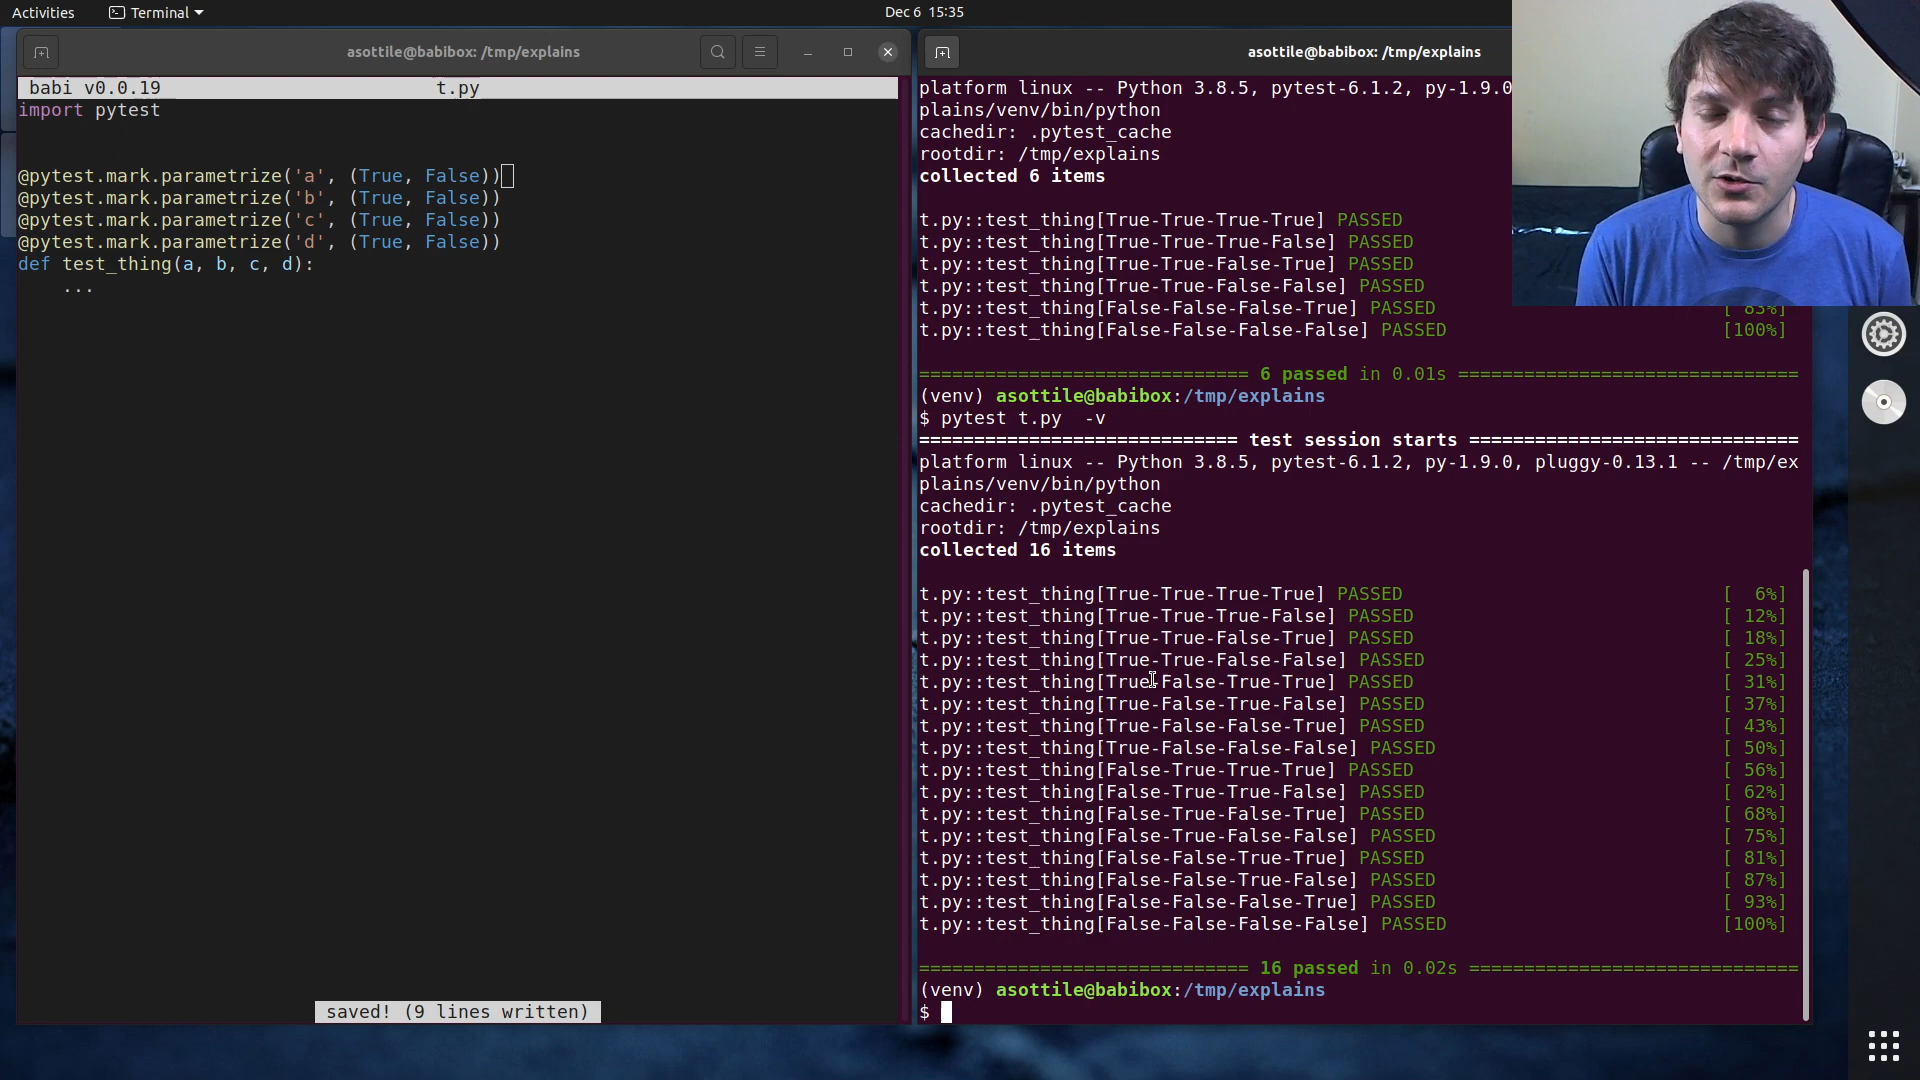 Activities
Terminal
Dec 6 15:35
asottile@babibox: /tmp/explains
babi v0.0.19 t.py
import pytest
@pytest.mark.parametrize('a', (True, False))
@pytest.mark.parametrize('b', (True, False))
@pytest.mark.parametrize('c', (True, False))
@pytest.mark.parametrize('d', (True, False))
def test_thing(a, b, c, d):
    ...
saved! (9 lines written)
asottile@babibox: /tmp/explains
platform linux -- Python 3.8.5, pytest-6.1.2, py-1.9.0
plains/venv/bin/python
cachedir: .pytest_cache
rootdir: /tmp/explains
collected 6 items
t.py::test_thing[True-True-True-True] PASSED
t.py::test_thing[True-True-True-False] PASSED
t.py::test_thing[True-True-False-True] PASSED
t.py::test_thing[True-True-False-False] PASSED
t.py::test_thing[False-False-False-True] PASSED [ 83%]
t.py::test_thing[False-False-False-False] PASSED [100%]
============================== 6 passed in 0.01s ===============================
(venv) asottile@babibox:/tmp/explains
$ pytest t.py  -v
============================= test session starts ==============================
platform linux -- Python 3.8.5, pytest-6.1.2, py-1.9.0, pluggy-0.13.1 -- /tmp/ex
plains/venv/bin/python
cachedir: .pytest_cache
rootdir: /tmp/explains
collected 16 items
t.py::test_thing[True-True-True-True] PASSED [  6%]
t.py::test_thing[True-True-True-False] PASSED [ 12%]
t.py::test_thing[True-True-False-True] PASSED [ 18%]
t.py::test_thing[True-True-False-False] PASSED [ 25%]
t.py::test_thing[True-False-True-True] PASSED [ 31%]
t.py::test_thing[True-False-True-False] PASSED [ 37%]
t.py::test_thing[True-False-False-True] PASSED [ 43%]
t.py::test_thing[True-False-False-False] PASSED [ 50%]
t.py::test_thing[False-True-True-True] PASSED [ 56%]
t.py::test_thing[False-True-True-False] PASSED [ 62%]
t.py::test_thing[False-True-False-True] PASSED [ 68%]
t.py::test_thing[False-True-False-False] PASSED [ 75%]
t.py::test_thing[False-False-True-True] PASSED [ 81%]
t.py::test_thing[False-False-True-False] PASSED [ 87%]
t.py::test_thing[False-False-False-True] PASSED [ 93%]
t.py::test_thing[False-False-False-False] PASSED [100%]
============================== 16 passed in 0.02s ==============================
(venv) asottile@babibox:/tmp/explains
$